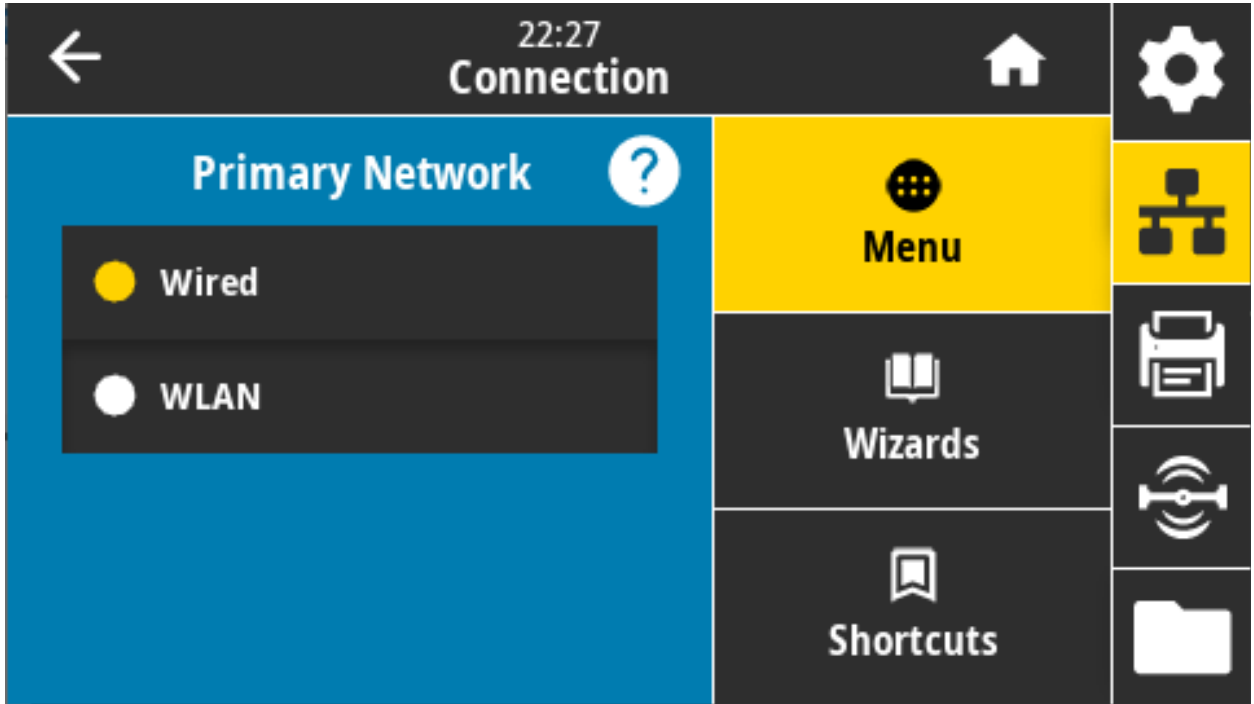 22:27
Connection
Primary Network
?
Wired
WLAN
Menu
Wizards
Shortcuts